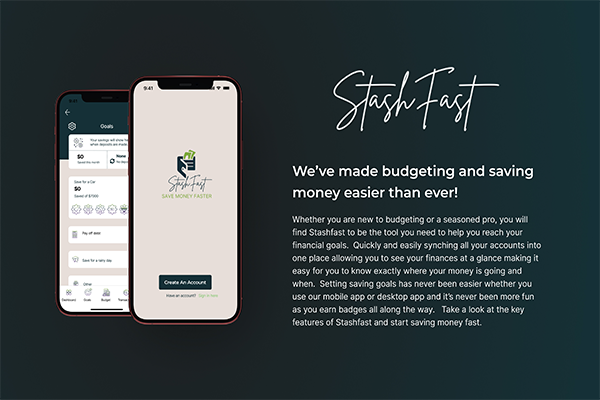 StashFast
We've made budgeting and saving
money easier than ever!
Whether you are new to budgeting or a seasoned pro, you will
find Stashfast to be the tool you need to help you reach your
financial goals. Quickly and easily synching all your accounts into
one place allowing you to see your finances at a glance making it
easy for you to know exactly where your money is going and
when. Setting saving goals has never been easier whether you
use our mobile app or desktop app and it's never been more fun
as you earn badges all along the way. Take a look at the key
features of Stashfast and start saving money fast.
9:41
Goals
Your savings will show
when deposits are made.
$0
Saved this month
None
Save for a Car
$0
Saved of $7000
Pay off debt
Save for a rainy day
Other
Dashboard Goals Budget
9:41
StashFast
SAVE MONEY FASTER
Create An Account
Have an account? Sign in here